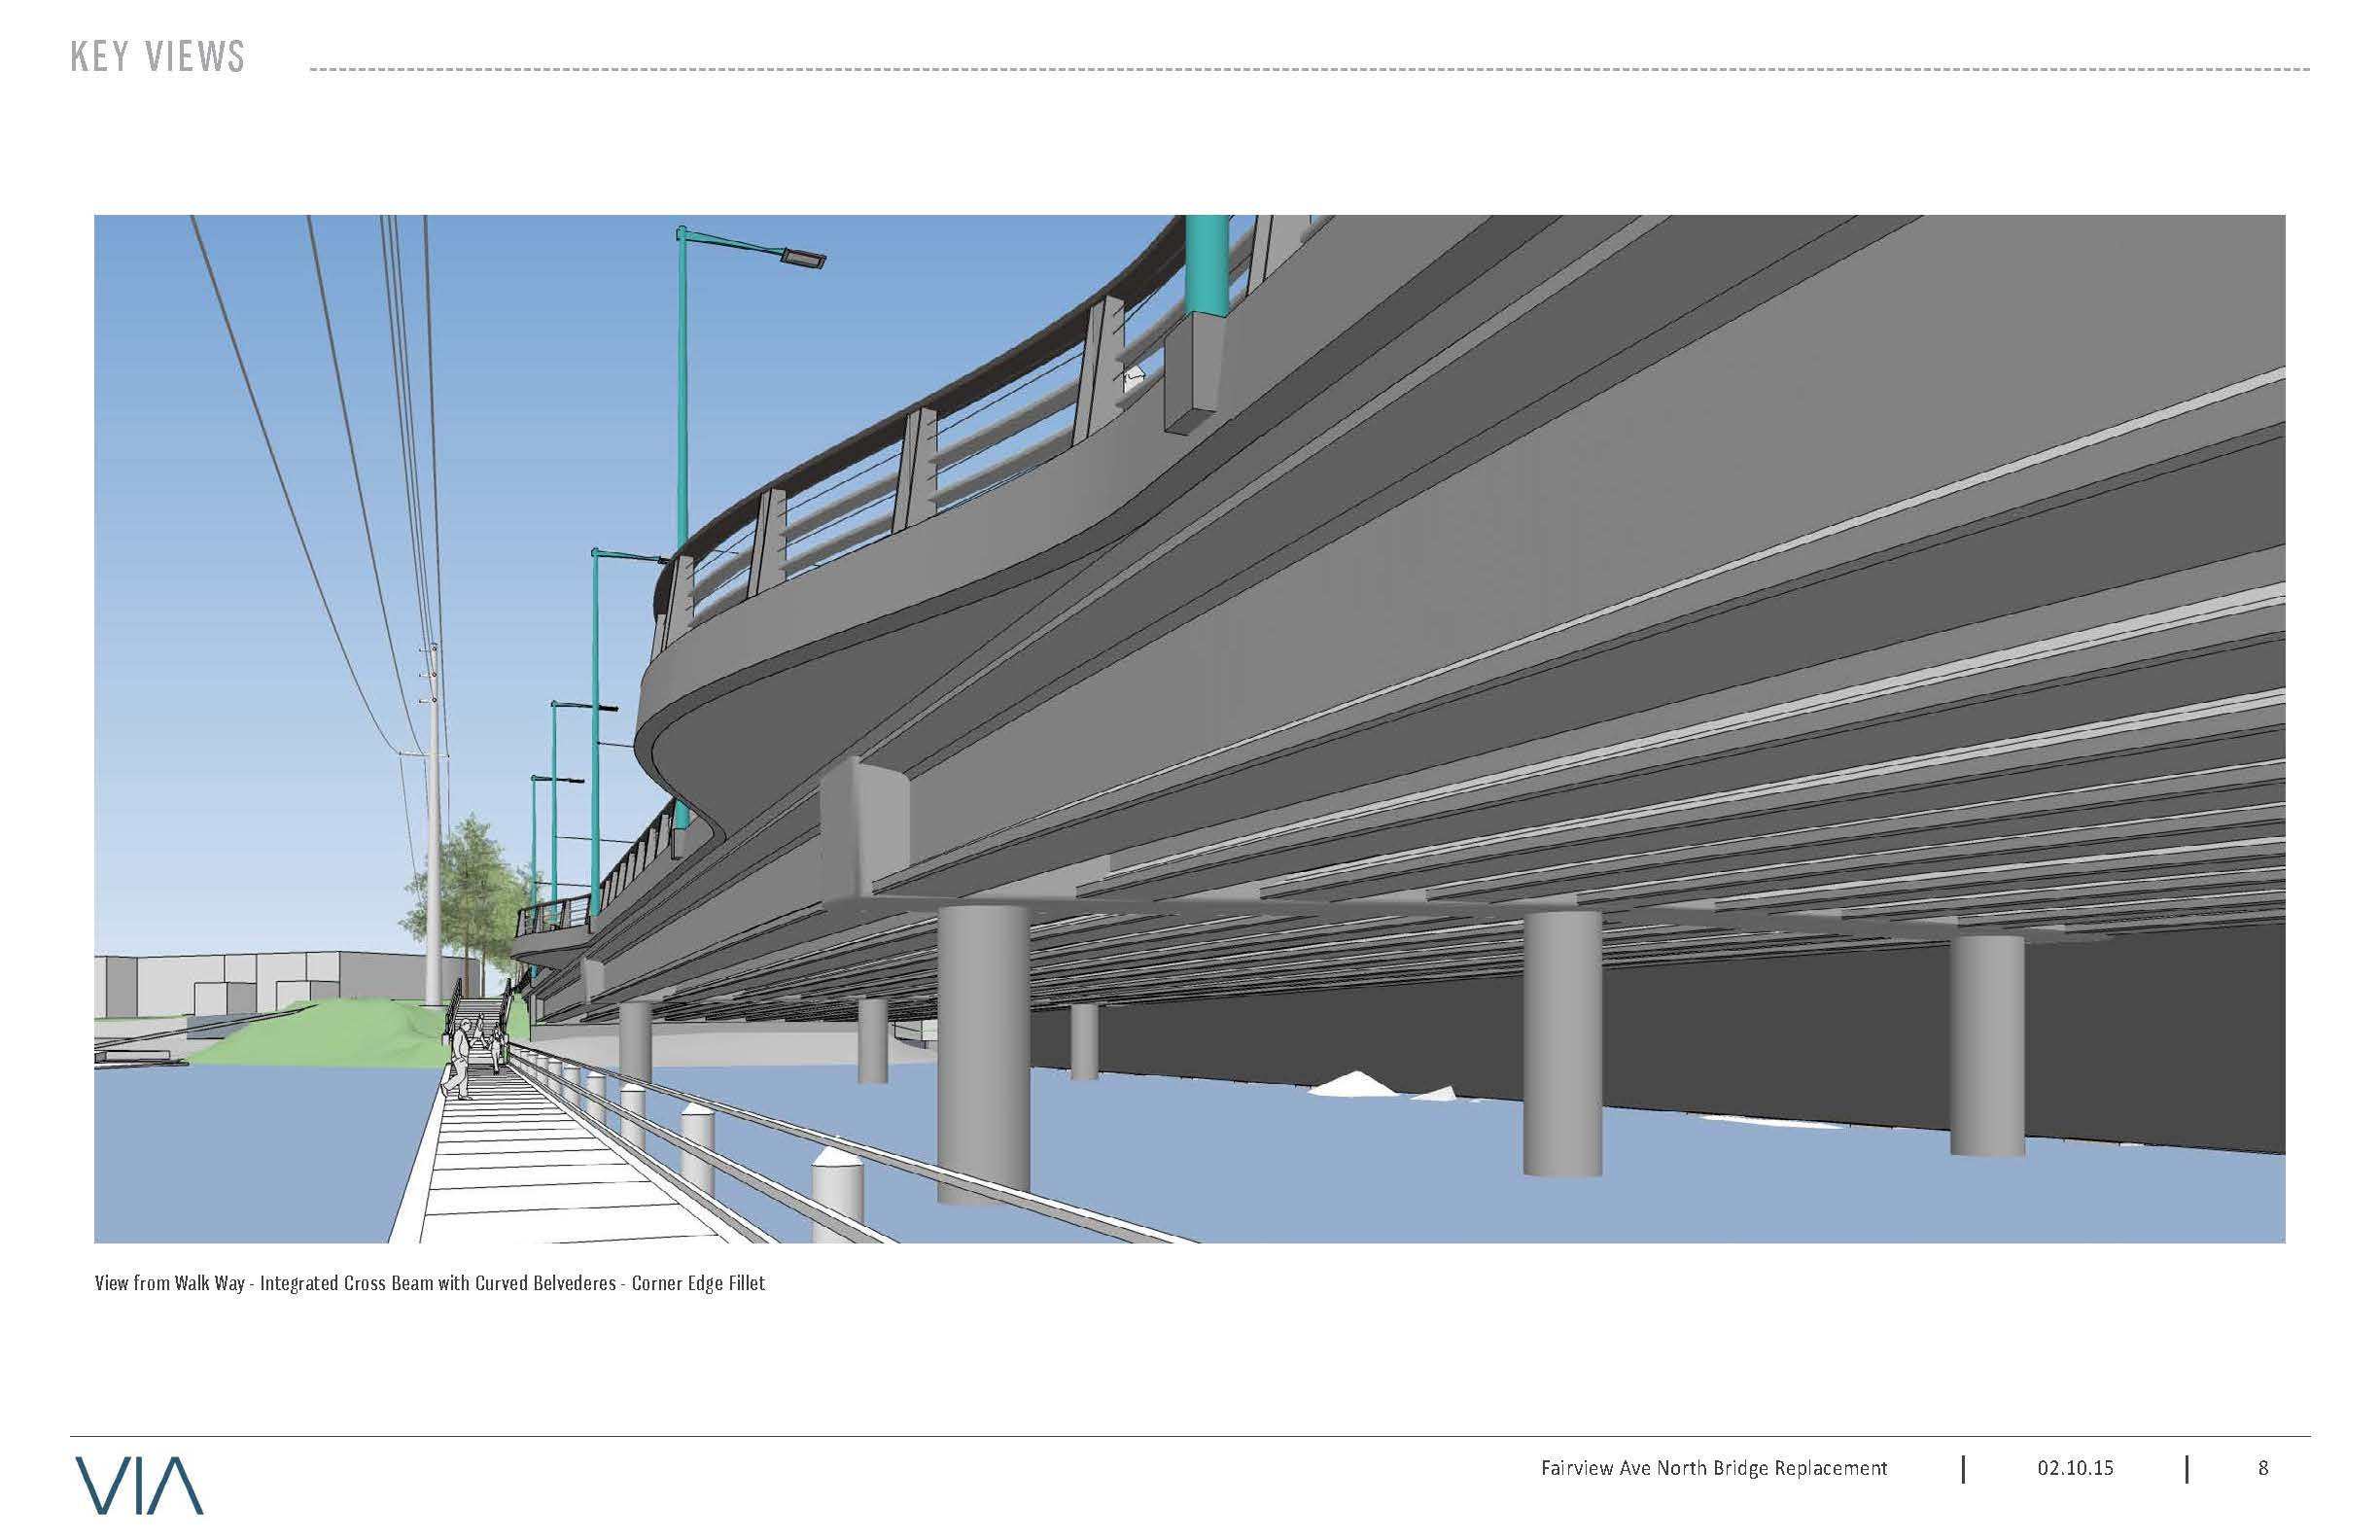 KEY VIEWS
View from Walk Way - Integrated Cross Beam with Curved Belvederes - Corner Edge Fillet
VIA
Fairview Ave North Bridge Replacement | 02.10.15 | 8